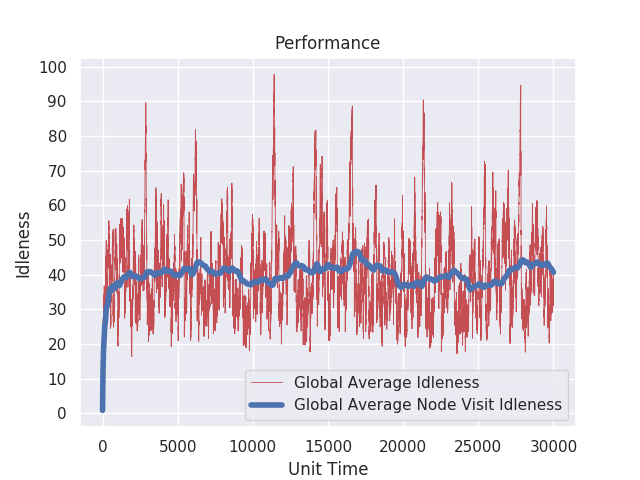 Performance
100
90
80
70
60
50
40
30
20
10
0
Idleness
Global Average Idleness
Global Average Node Visit Idleness
0 5000 10000 15000 20000 25000 30000
Unit Time